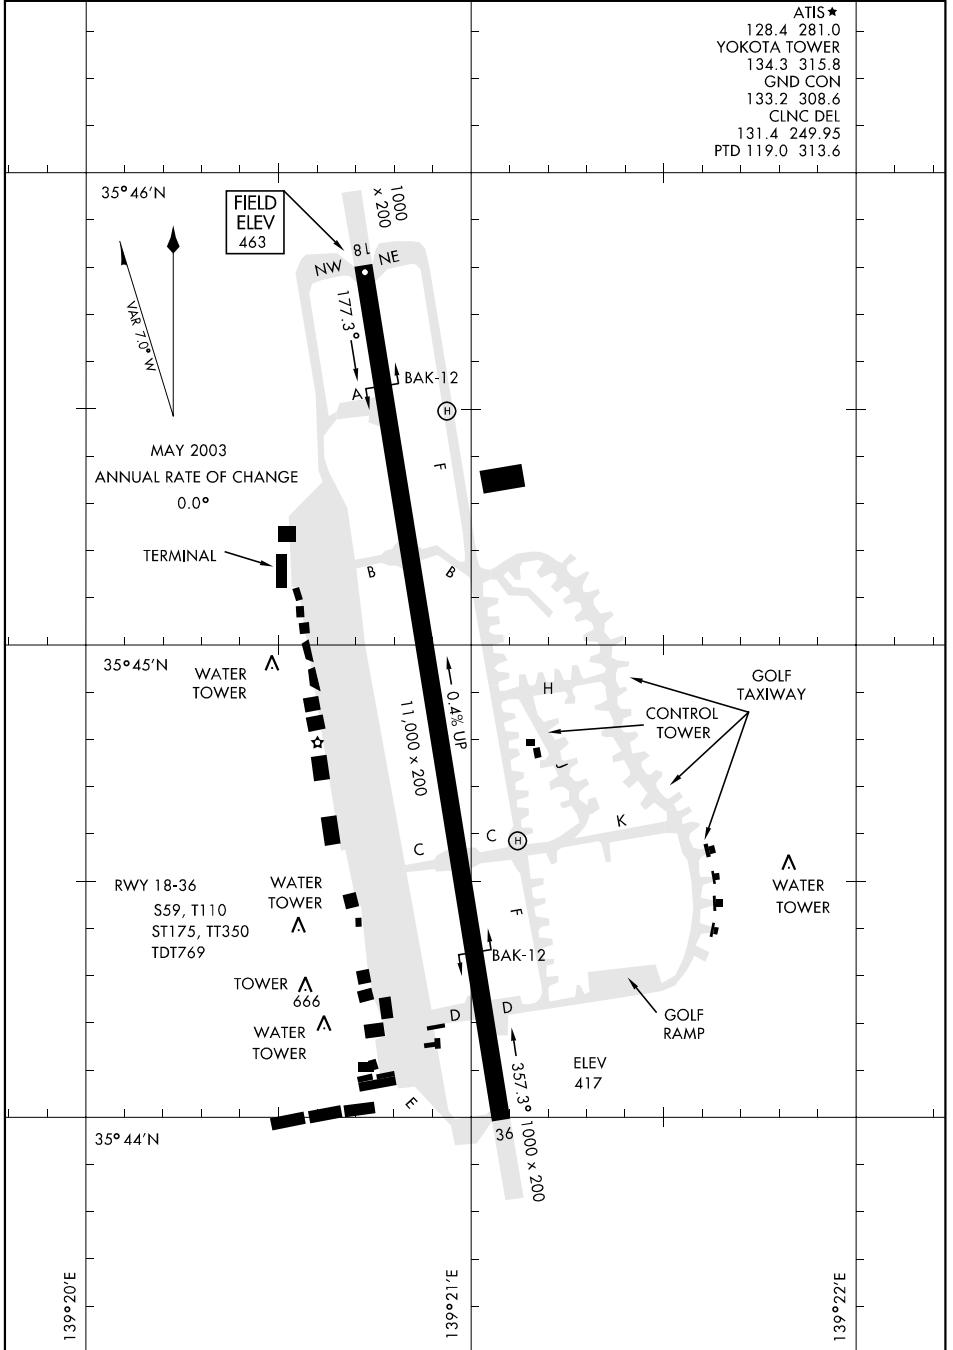 ATIS★
128.4 281.0
YOKOTA TOWER
134.3 315.8
GND CON
133.2 308.6
CLNC DEL
131.4 249.95
PTD 119.0 313.6
35°46'N
FIELD
ELEV
463
1000
x 200
18
NW
NE
177.3°
VAR 7.0° W
A
BAK-12
H
F
MAY 2003
ANNUAL RATE OF CHANGE
0.0°
TERMINAL
B
B
35°45'N
WATER
TOWER
0.4% UP
11,000 x 200
H
GOLF
TAXIWAY
CONTROL
TOWER
J
K
C
C
H
RWY 18-36
S59, T110
ST175, TT350
TDT769
WATER
TOWER
WATER
TOWER
F
BAK-12
TOWER
666
WATER
TOWER
D
D
GOLF
RAMP
ELEV
417
357.3°
E
36
1000 x 200
35°44'N
139°20'E
139°21'E
139°22'E